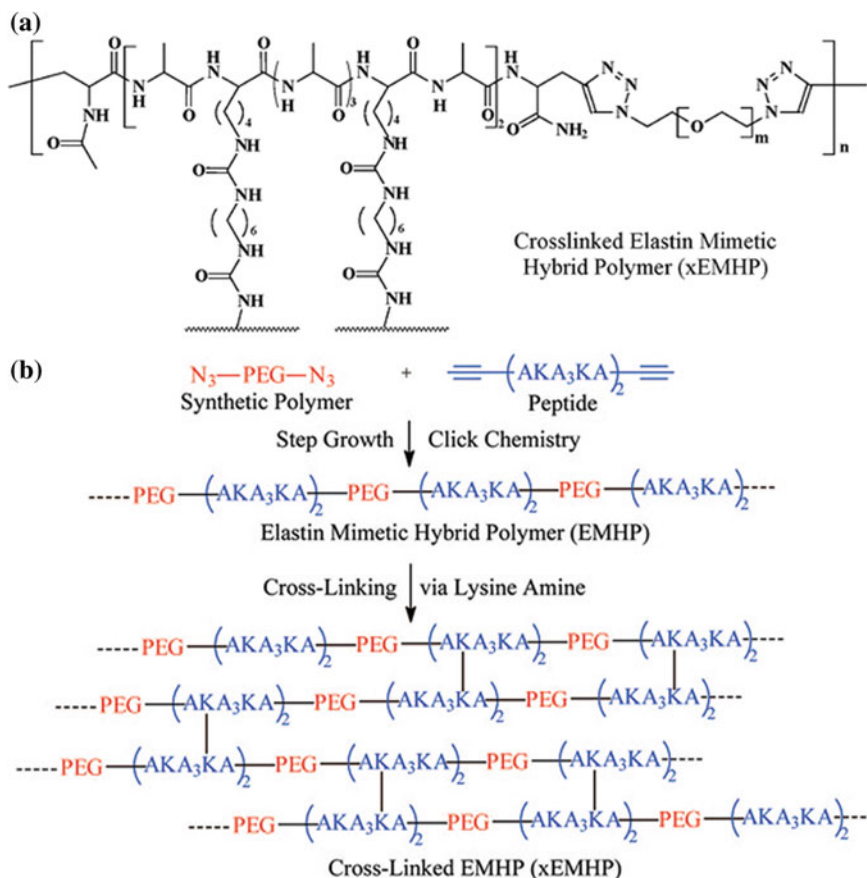 (a)
O H O O H O H O H O H
N N N N N N N
NH N H O N H O 3 N H O N H O 2 O NH₂ N N N N N N O m n
O 4 4
NH NH
O O
NH NH
6 6
NH NH
O O
NH NH
Crosslinked Elastin Mimetic
Hybrid Polymer (xEMHP)
(b)
N₃—PEG—N₃ + (AKA₃KA)₂
Synthetic Polymer Peptide
Step Growth Click Chemistry
PEG—(AKA₃KA)₂—PEG—(AKA₃KA)₂—PEG—(AKA₃KA)₂
Elastin Mimetic Hybrid Polymer (EMHP)
Cross-Linking via Lysine Amine
PEG—(AKA₃KA)₂—PEG—(AKA₃KA)₂—PEG—(AKA₃KA)₂
PEG—(AKA₃KA)₂—PEG—(AKA₃KA)₂—PEG—(AKA₃KA)₂
PEG—(AKA₃KA)₂—PEG—(AKA₃KA)₂—PEG—(AKA₃KA)₂
PEG—(AKA₃KA)₂—PEG—(AKA₃KA)₂—PEG—(AKA₃KA)₂
Cross-Linked EMHP (xEMHP)